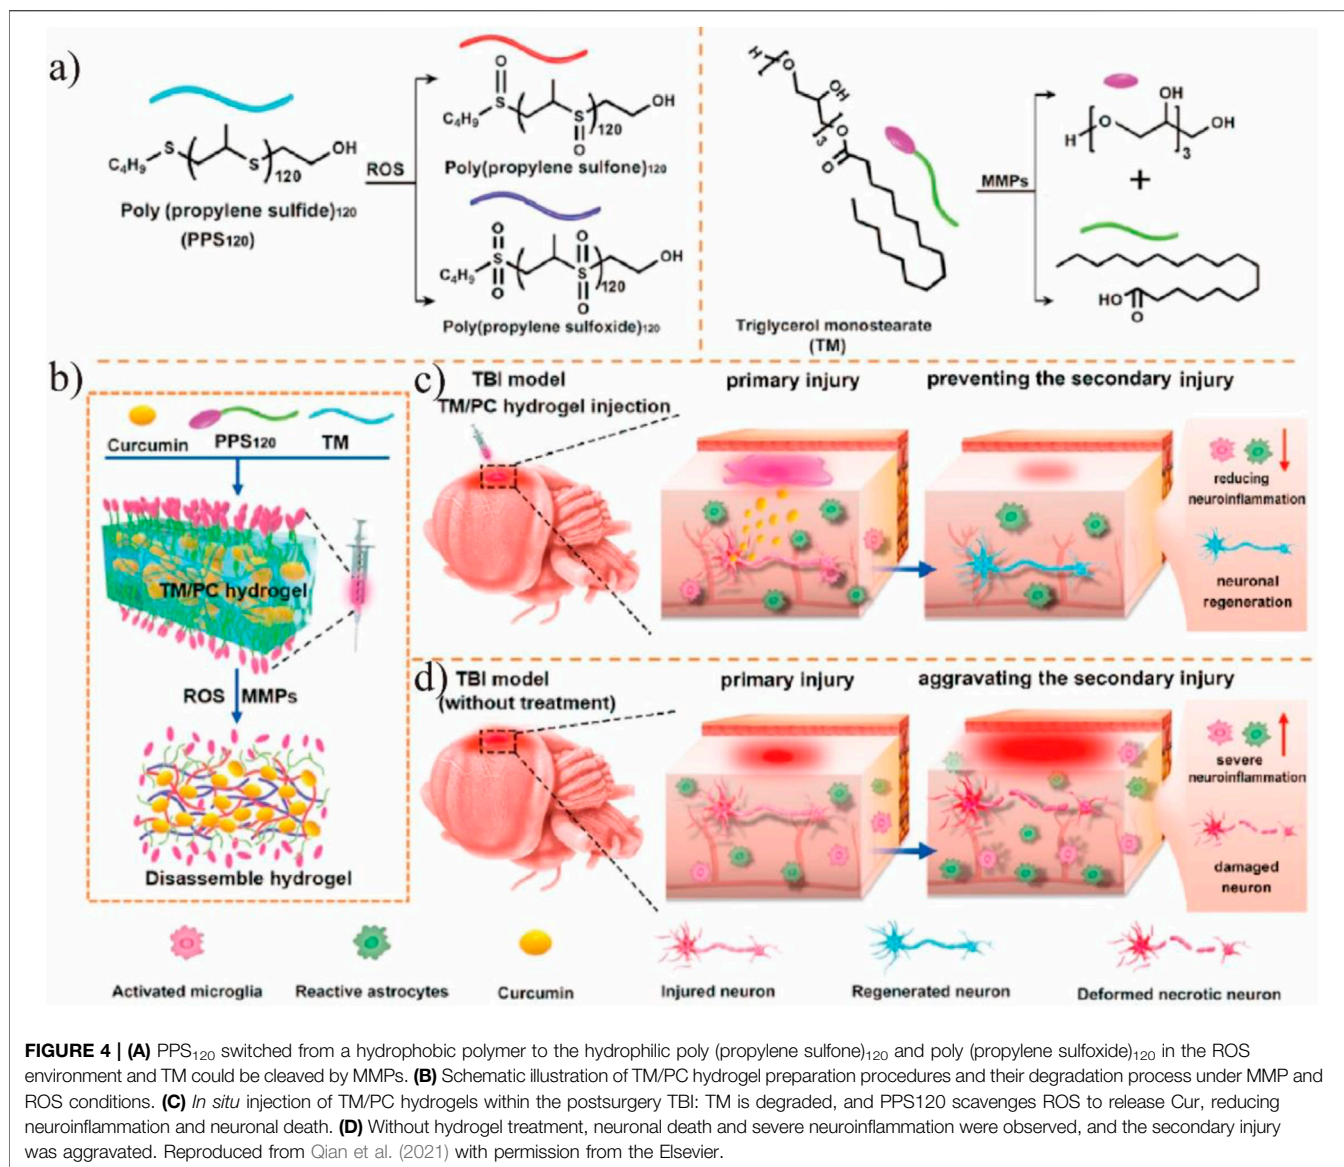 a)
C₄H₉
S
S
120
OH
Poly (propylene sulfide)₁₂₀
(PPS120)
ROS
O
C₄H₉
S
S
O
120
OH
Poly(propylene sulfone)₁₂₀
O
O
C₄H₉
S
S
O
O
120
OH
Poly(propylene sulfoxide)₁₂₀
H
O
OH
3
O
O
Triglycerol monostearate
(TM)
MMPs
H
O
OH
3
OH
+
HO
O
b)
Curcumin
PPS120
TM
TM/PC hydrogel
ROS
MMPs
Disassemble hydrogel
c)
TBI model
TM/PC hydrogel injection
primary injury
preventing the secondary injury
reducing
neuroinflammation
neuronal
regeneration
d)
TBI model
(without treatment)
primary injury
aggravating the secondary injury
severe
neuroinflammation
damaged
neuron
Activated microglia
Reactive astrocytes
Curcumin
Injured neuron
Regenerated neuron
Deformed necrotic neuron
FIGURE 4 | (A) PPS₁₂₀ switched from a hydrophobic polymer to the hydrophilic poly (propylene sulfone)₁₂₀ and poly (propylene sulfoxide)₁₂₀ in the ROS
environment and TM could be cleaved by MMPs. (B) Schematic illustration of TM/PC hydrogel preparation procedures and their degradation process under MMP and
ROS conditions. (C) In situ injection of TM/PC hydrogels within the postsurgery TBI: TM is degraded, and PPS120 scavenges ROS to release Cur, reducing
neuroinflammation and neuronal death. (D) Without hydrogel treatment, neuronal death and severe neuroinflammation were observed, and the secondary injury
was aggravated. Reproduced from Qian et al. (2021) with permission from the Elsevier.